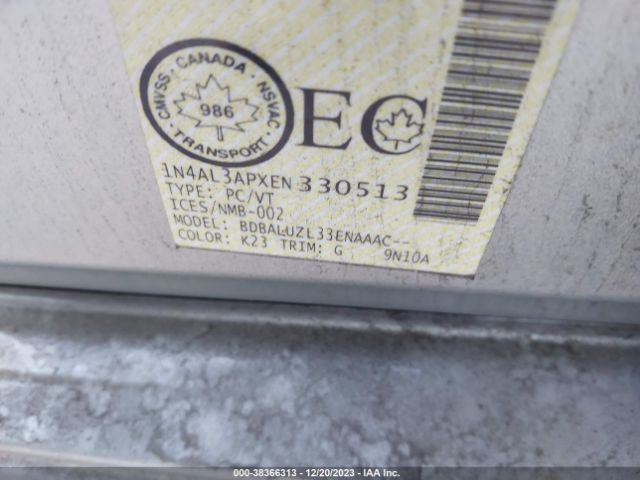 CMVSS · CANADA · NSVAC
986
TRANSPORT
EC
1N4AL3APXEN330513
TYPE: PC/VT
ICES/NMB-002
MODEL: BDBALUZL33ENAAAC--
COLOR: K23 TRIM: G 9N10A
000-38366313 - 12/20/2023 - IAA Inc.